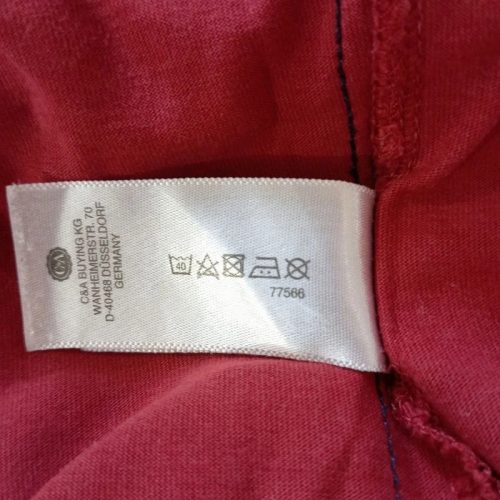 C&A
C&A BUYING KG
WANHEIMERSTR. 70
D-40468 DÜSSELDORF
GERMANY
40
77566